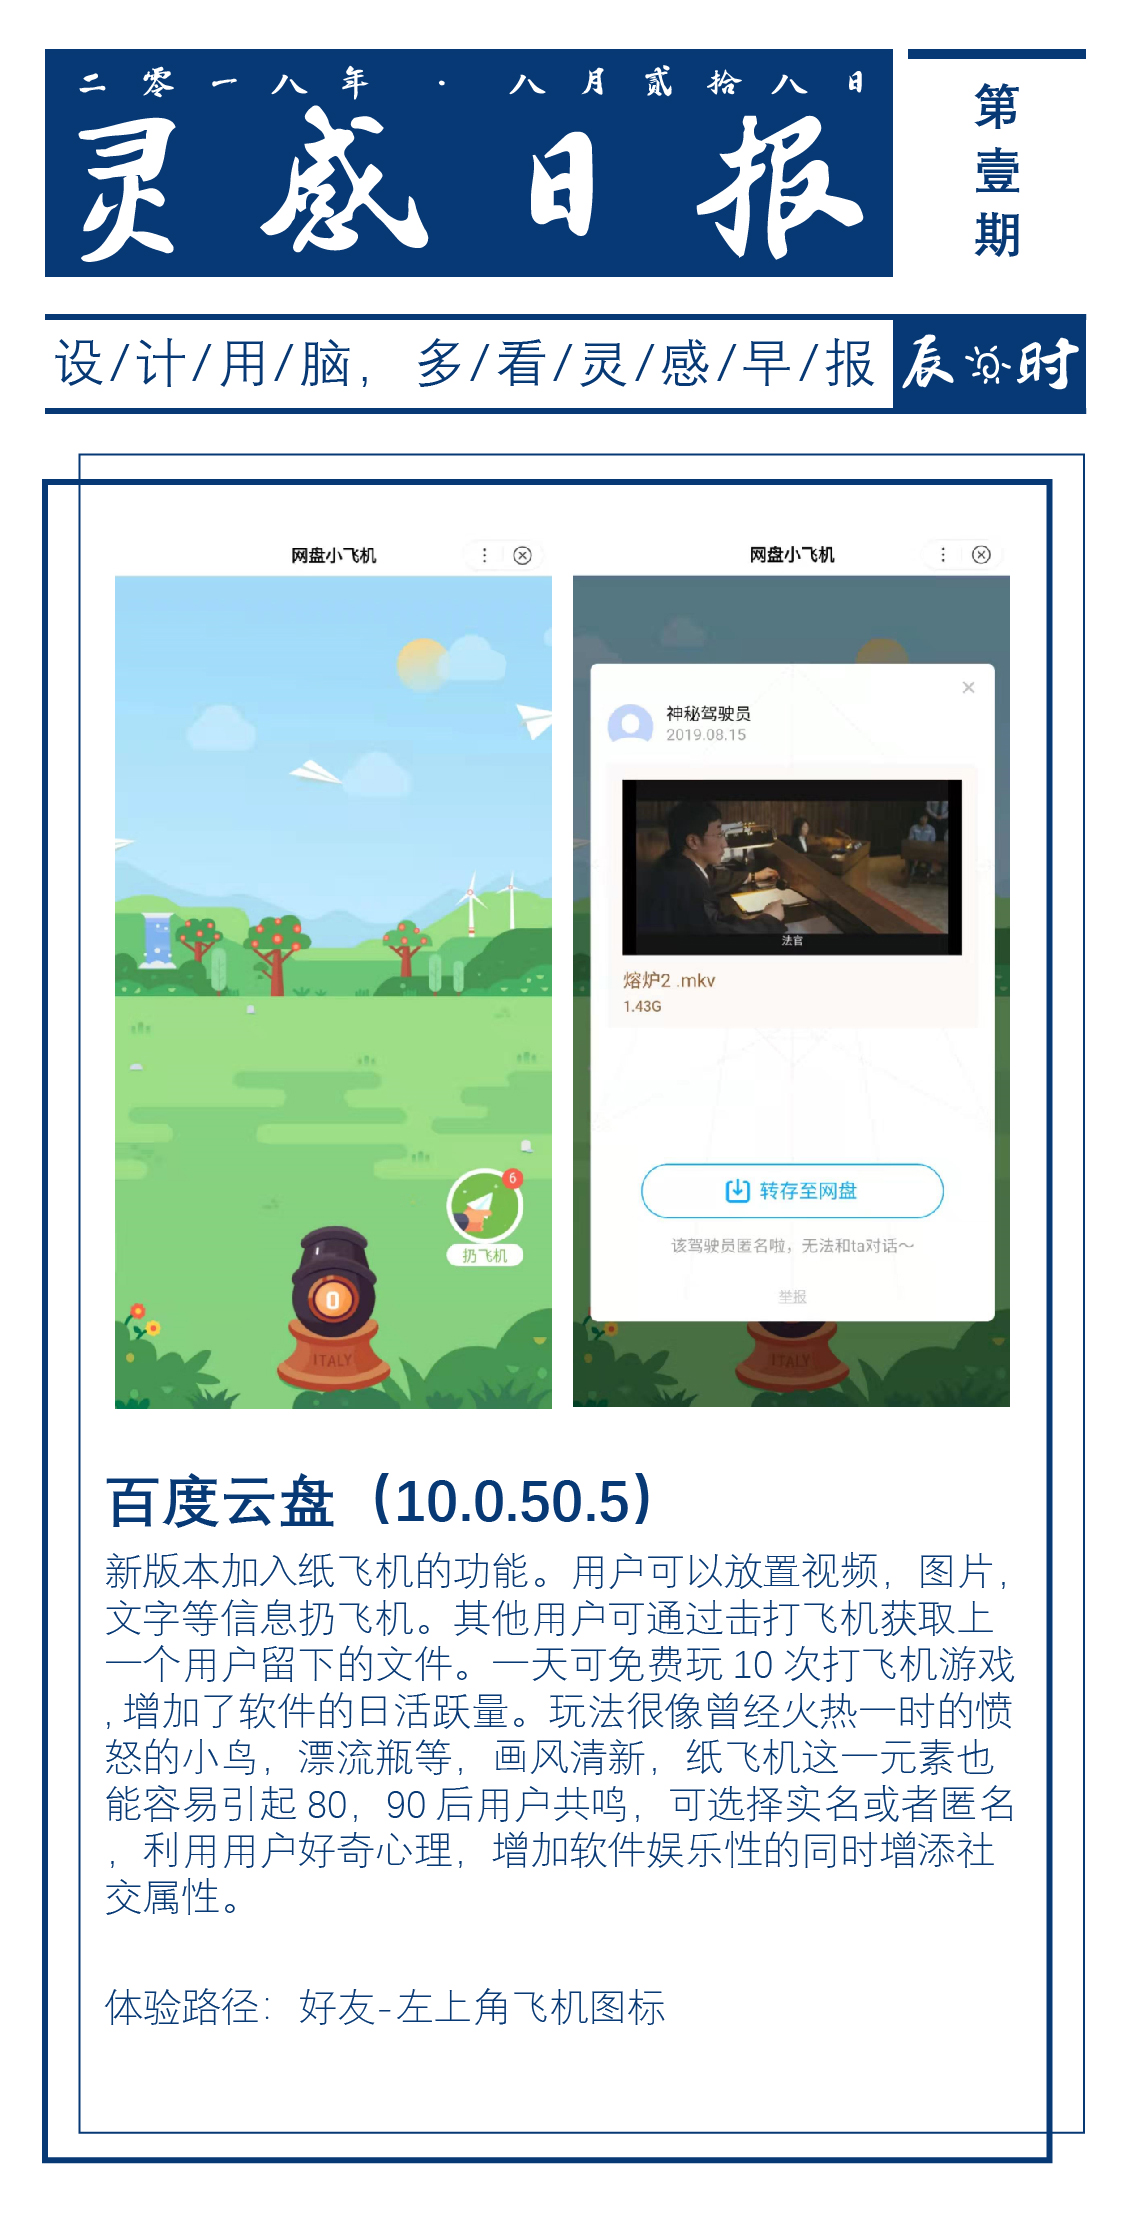 二零一八年·八月贰拾八日
灵感日报
第壹期
设/计/用/脑，多/看/灵/感/早/报
辰时
网盘小飞机
6
扔飞机
0
ITALY
网盘小飞机
神秘驾驶员
2019.08.15
法官
熔炉2 .mkv
1.43G
转存至网盘
该驾驶员匿名啦，无法和ta对话～
举报
ITALY
百度云盘（10.0.50.5）
新版本加入纸飞机的功能。用户可以放置视频，图片，
文字等信息扔飞机。其他用户可通过击打飞机获取上
一个用户留下的文件。一天可免费玩 10 次打飞机游戏
,增加了软件的日活跃量。玩法很像曾经火热一时的愤
怒的小鸟，漂流瓶等，画风清新，纸飞机这一元素也
能容易引起 80，90 后用户共鸣，可选择实名或者匿名
，利用用户好奇心理，增加软件娱乐性的同时增添社
交属性。
体验路径：好友-左上角飞机图标